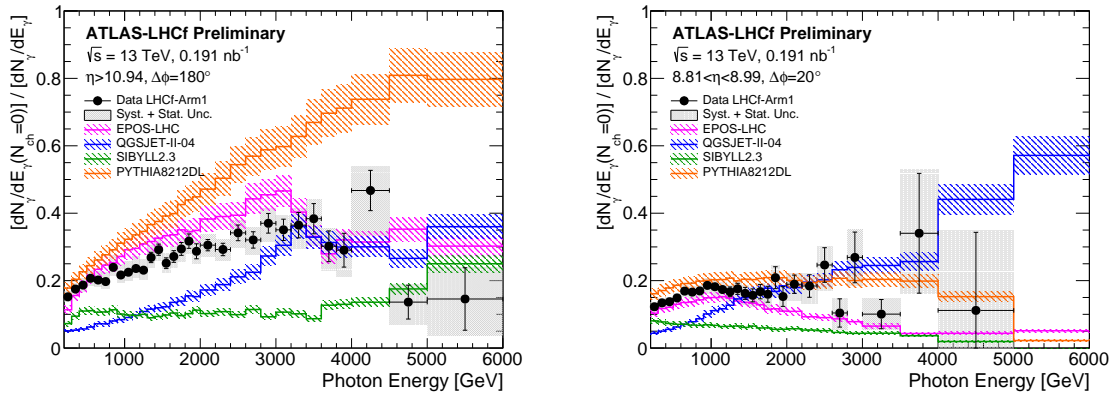 ATLAS-LHCf Preliminary
√s = 13 TeV, 0.191 nb⁻¹
η>10.94, Δϕ=180°
Data LHCf-Arm1
Syst. + Stat. Unc.
EPOS-LHC
QGSJET-II-04
SIBYLL2.3
PYTHIA8212DL
[dN_γ/dE_γ(N_ch=0)] / [dN_γ/dE_γ]
1
0.8
0.6
0.4
0.2
0
1000 2000 3000 4000 5000 6000
Photon Energy [GeV]
ATLAS-LHCf Preliminary
√s = 13 TeV, 0.191 nb⁻¹
8.81<η<8.99, Δϕ=20°
Data LHCf-Arm1
Syst. + Stat. Unc.
EPOS-LHC
QGSJET-II-04
SIBYLL2.3
PYTHIA8212DL
[dN_γ/dE_γ(N_ch=0)] / [dN_γ/dE_γ]
1
0.8
0.6
0.4
0.2
0
1000 2000 3000 4000 5000 6000
Photon Energy [GeV]